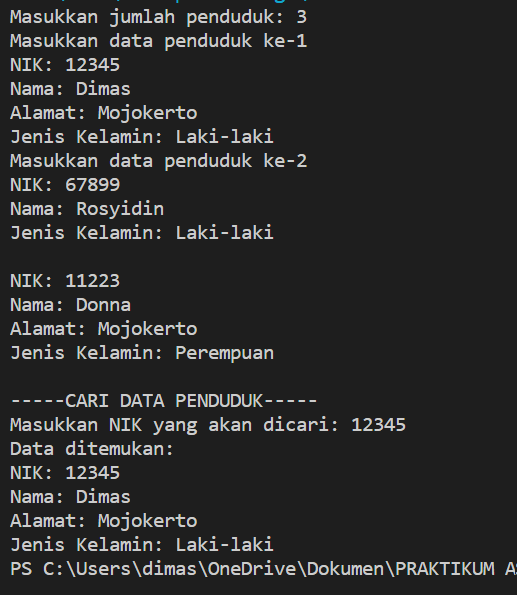 Masukkan jumlah penduduk: 3
Masukkan data penduduk ke-1
NIK: 12345
Nama: Dimas
Alamat: Mojokerto
Jenis Kelamin: Laki-laki
Masukkan data penduduk ke-2
NIK: 67899
Nama: Rosyidin
Jenis Kelamin: Laki-laki
NIK: 11223
Nama: Donna
Alamat: Mojokerto
Jenis Kelamin: Perempuan
-----CARI DATA PENDUDUK-----
Masukkan NIK yang akan dicari: 12345
Data ditemukan:
NIK: 12345
Nama: Dimas
Alamat: Mojokerto
Jenis Kelamin: Laki-laki
PS C:\Users\dimas\OneDrive\Dokumen\PRAKTIKUM